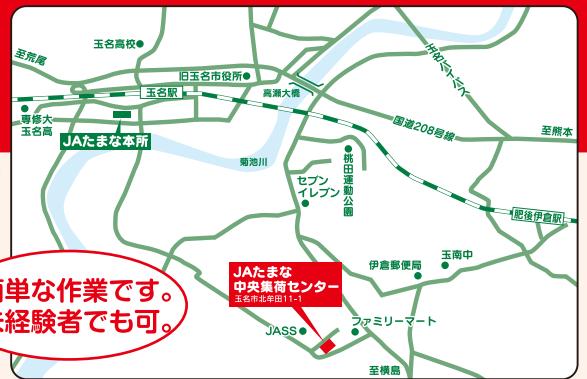 玉名高校
至荒尾
玉名バイパス
旧玉名市役所
玉名駅
高瀬大橋
専修大
玉名高
JAたまな本所
国道208号線
至熊本
菊池川
セブン
イレブン
桃田運動公園
肥後伊倉駅
玉南中
伊倉郵便局
JAたまな
中央集荷センター
玉名市北牟田11-1
単な作業です。
経験者でも可。
JASS
ファミリーマート
至横島